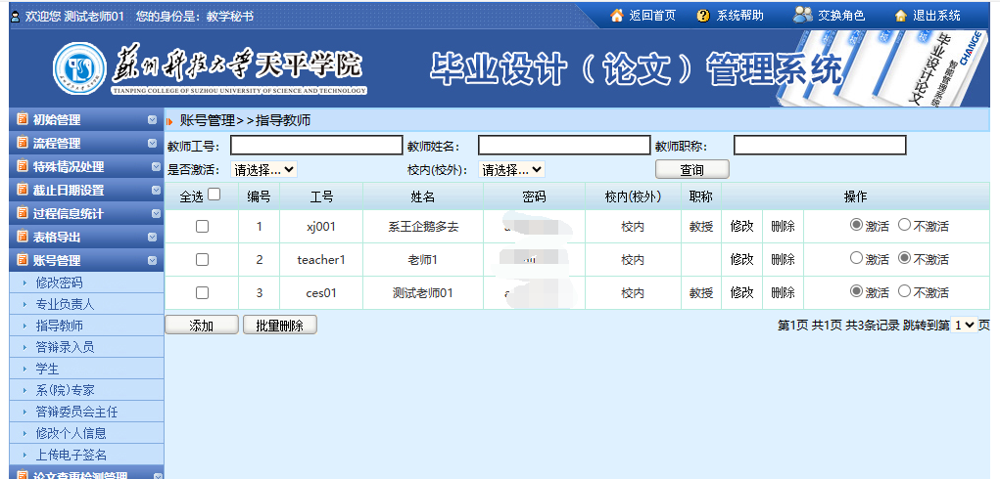 欢迎您 测试老师01 您的身份是：教学秘书 返回首页 系统帮助 交换角色 退出系统
苏州科技大学天平学院
TIANPING COLLEGE OF SUZHOU UNIVERSITY OF SCIENCE AND TECHNOLOGY
毕业设计（论文）管理系统
毕业设计论文
智能管理系统
CHANGE
初始管理
流程管理
特殊情况处理
截止日期设置
过程信息统计
表格导出
账号管理
修改密码
专业负责人
指导教师
答辩录入员
学生
系(院)专家
答辩委员会主任
修改个人信息
上传电子签名
论文查重检测管理
账号管理>>指导教师
教师工号： 教师姓名： 教师职称：
是否激活： 请选择... 校内(校外)： 请选择... 查询
全选 编号 工号 姓名 密码 校内(校外) 职称 操作
1 xj001 系王企鹅多去 校内 教授 修改 删除 激活 不激活
2 teacher1 老师1 校内 修改 删除 激活 不激活
3 ces01 测试老师01 校内 教授 修改 删除 激活 不激活
添加 批量删除 第1页 共1页 共3条记录 跳转到第 1 页